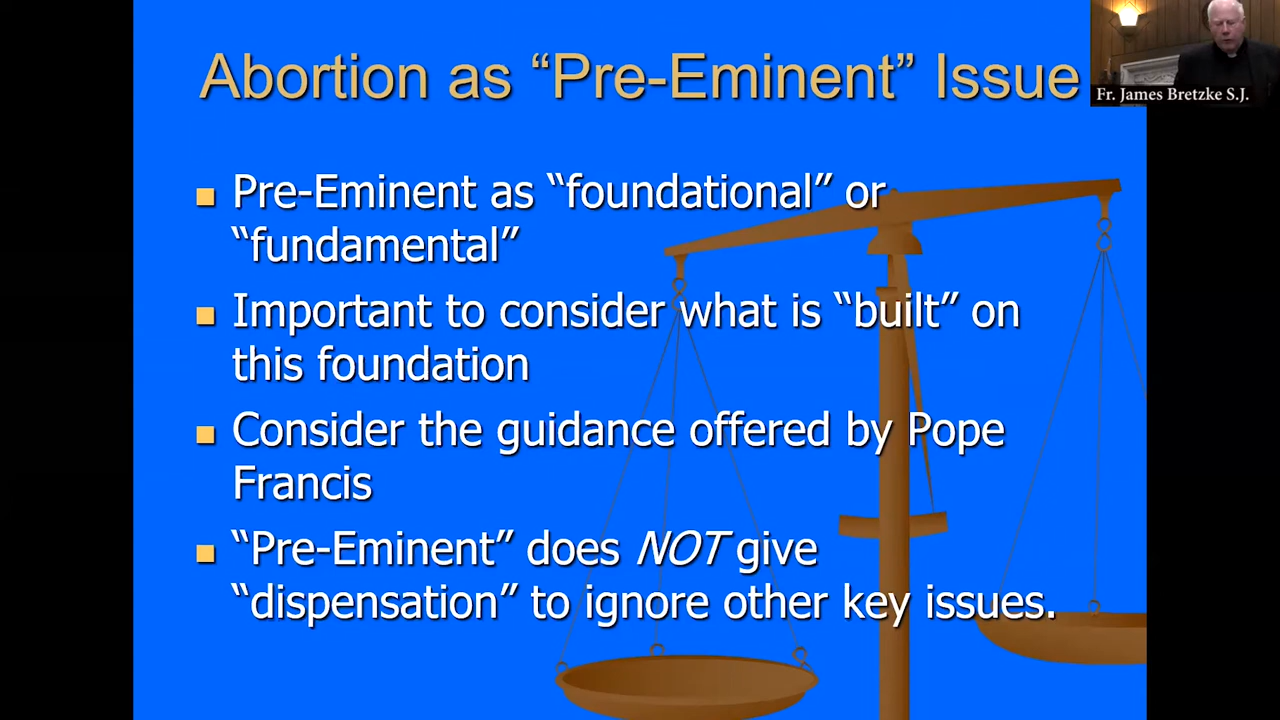 Abortion as “Pre-Eminent” Issue
Fr. James Bretzke S.J.
Pre-Eminent as “foundational” or
“fundamental”
Important to consider what is “built” on
this foundation
Consider the guidance offered by Pope
Francis
“Pre-Eminent” does NOT give
“dispensation” to ignore other key issues.